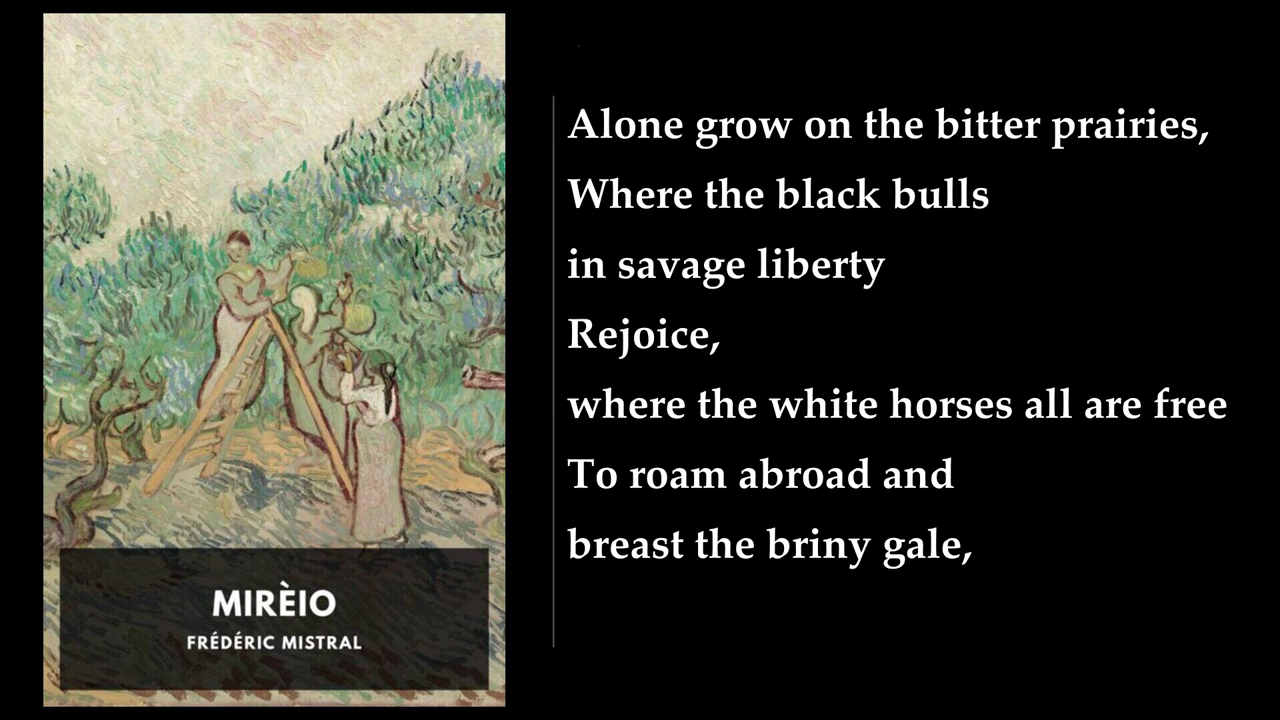 Alone grow on the bitter prairies,
Where the black bulls
in savage liberty
Rejoice,
where the white horses all are free
To roam abroad and
breast the briny gale,
MIRÈIO
FRÉDÉRIC MISTRAL